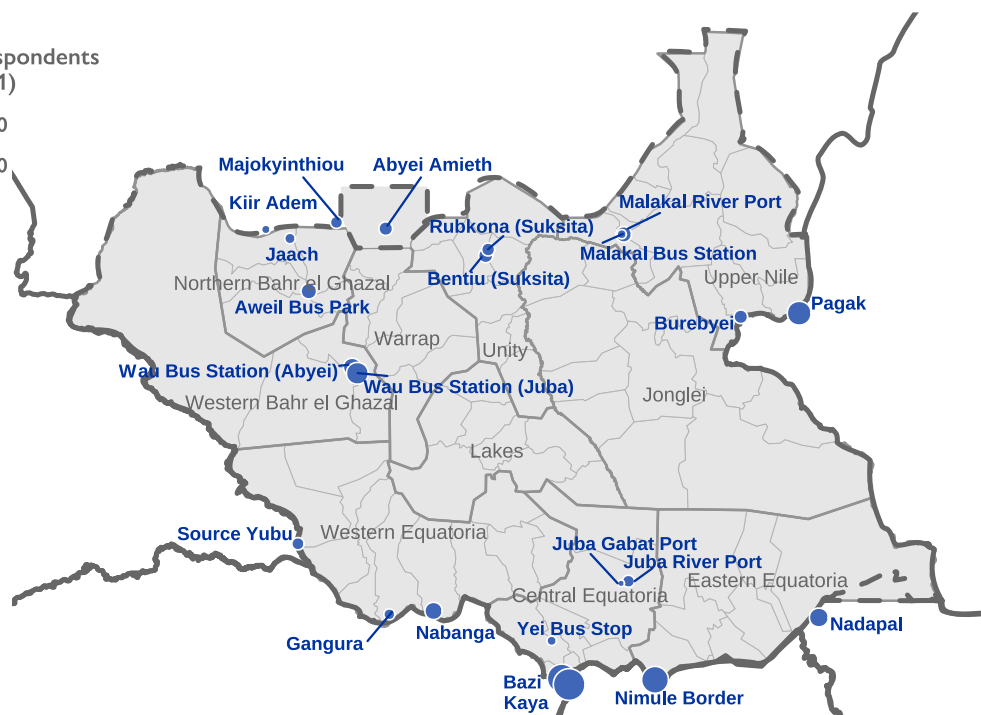 spondents
1)
0
0
Majokyinthiou
Abyei Amieth
Kiir Adem
Malakal River Port
Rubkona (Suksita)
Jaach
Malakal Bus Station
Bentiu (Suksita)
Upper Nile
Northern Bahr el Ghazal
Aweil Bus Park
Pagak
Burebyei
Warrap
Unity
Wau Bus Station (Abyei)
Wau Bus Station (Juba)
Jonglei
Western Bahr el Ghazal
Lakes
Source Yubu
Western Equatoria
Juba Gabat Port
Juba River Port
Eastern Equatoria
Central Equatoria
Yei Bus Stop
Nabanga
Nadapal
Gangura
Bazi
Kaya
Nimule Border